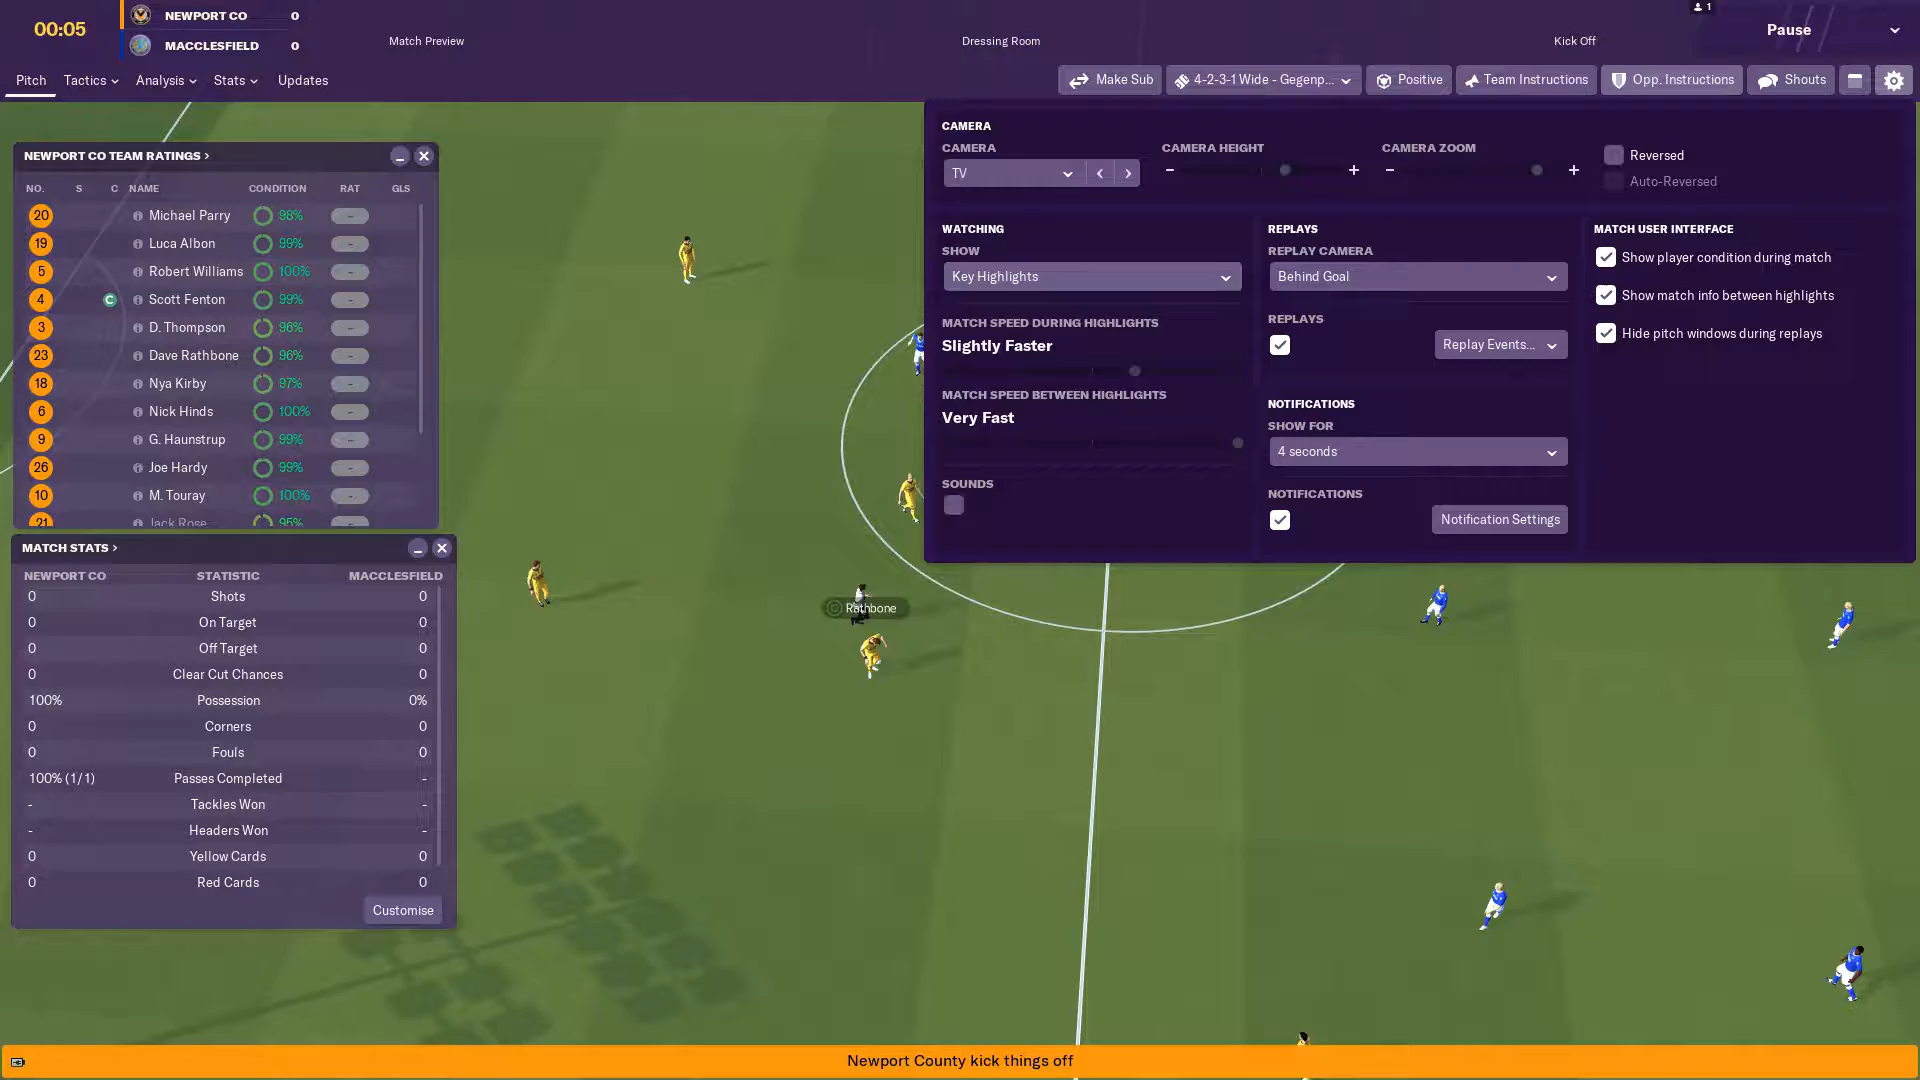 00:05
NEWPORT CO 0
MACCLESFIELD 0
Match Preview
Dressing Room
Kick Off
1
Pause
Pitch
Tactics
Analysis
Stats
Updates
Make Sub
4-2-3-1 Wide - Gegenp...
Positive
Team Instructions
Opp. Instructions
Shouts
NEWPORT CO TEAM RATINGS >
NO. S C NAME CONDITION RAT GLS
20 Michael Parry 98% -
19 Luca Albon 99% -
5 Robert Williams 100% -
4 C Scott Fenton 99% -
3 D. Thompson 96% -
23 Dave Rathbone 96% -
18 Nya Kirby 97% -
6 Nick Hinds 100% -
9 G. Haunstrup 99% -
26 Joe Hardy 99% -
10 M. Touray 100% -
21 Jack Rose 95% -
MATCH STATS >
NEWPORT CO STATISTIC MACCLESFIELD
0 Shots 0
0 On Target 0
0 Off Target 0
0 Clear Cut Chances 0
100% Possession 0%
0 Corners 0
0 Fouls 0
100% (1/1) Passes Completed -
- Tackles Won -
- Headers Won -
0 Yellow Cards 0
0 Red Cards 0
Customise
Rathbone
CAMERA
CAMERA
TV
CAMERA HEIGHT
- +
CAMERA ZOOM
- +
Reversed
Auto-Reversed
WATCHING
SHOW
Key Highlights
MATCH SPEED DURING HIGHLIGHTS
Slightly Faster
MATCH SPEED BETWEEN HIGHLIGHTS
Very Fast
SOUNDS
REPLAYS
REPLAY CAMERA
Behind Goal
REPLAYS
Replay Events...
NOTIFICATIONS
SHOW FOR
4 seconds
NOTIFICATIONS
Notification Settings
MATCH USER INTERFACE
Show player condition during match
Show match info between highlights
Hide pitch windows during replays
Newport County kick things off